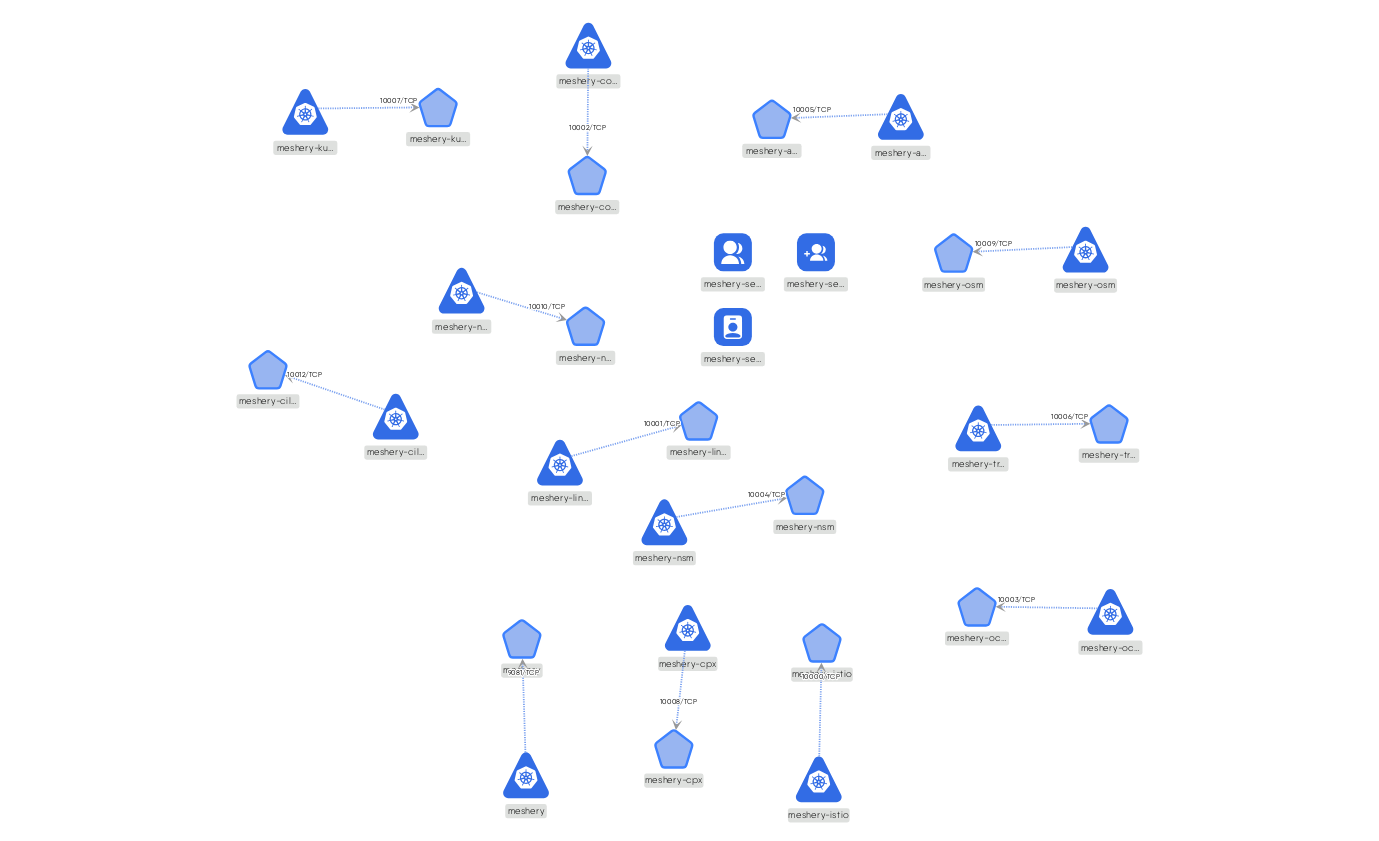 meshery-co...
10007/TCP
10005/TCP
10002/TCP
meshery-ku...
meshery-ku...
meshery-a...
meshery-a...
meshery-co...
10009/TCP
meshery-se...
meshery-se...
meshery-osm
meshery-osm
10010/TCP
meshery-n...
meshery-n...
meshery-se...
10012/TCP
meshery-cil...
meshery-cil...
10001/TCP
meshery-lin...
meshery-lin...
10006/TCP
meshery-tr...
meshery-tr...
10004/TCP
meshery-nsm
meshery-nsm
10003/TCP
meshery-oc...
meshery-oc...
meshery-cpx
9081/TCP
meshery-istio
10000/TCP
10008/TCP
meshery-cpx
meshery
meshery-istio